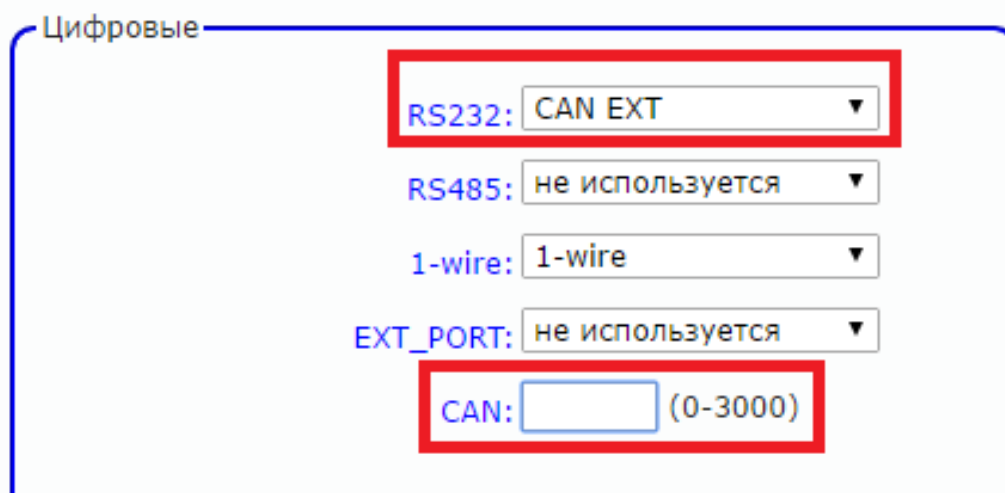 Цифровые
RS232: CAN EXT
RS485: не используется
1-wire: 1-wire
EXT_PORT: не используется
CAN: (0-3000)